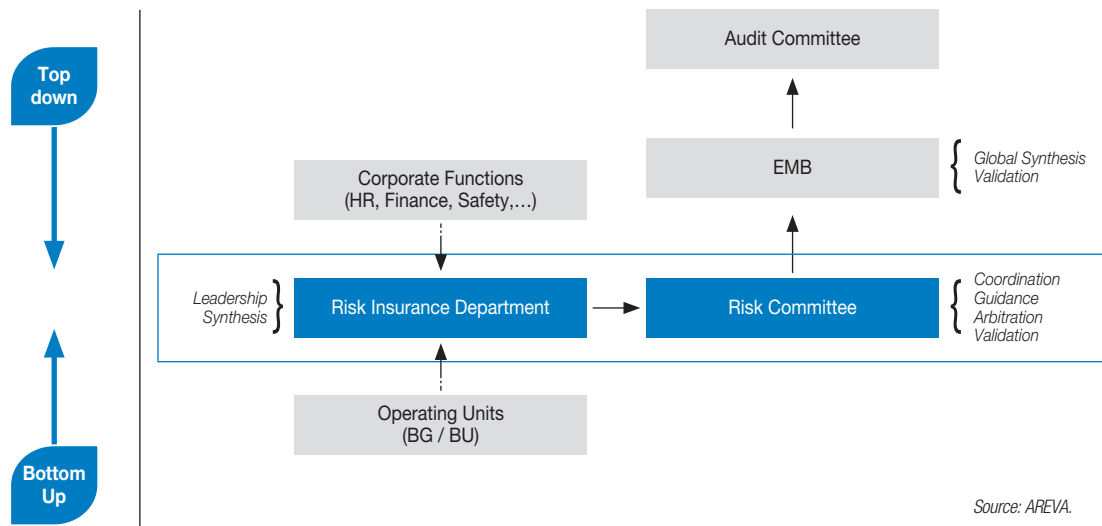 Top
down
Audit Committee
EMB
Global Synthesis
Validation
Corporate Functions
(HR, Finance, Safety,…)
Leadership
Synthesis
Risk Insurance Department
Risk Committee
Coordination
Guidance
Arbitration
Validation
Operating Units
(BG / BU)
Bottom
Up
Source: AREVA.